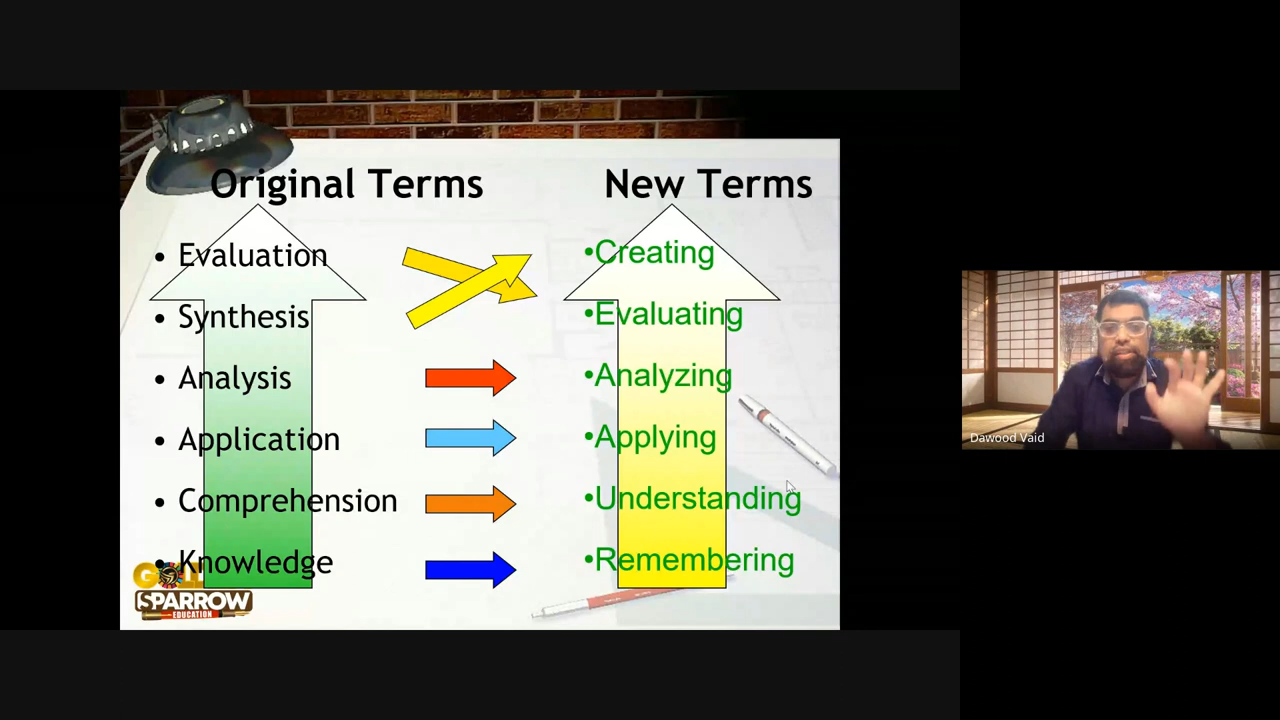 Original Terms
New Terms
• Evaluation
• Synthesis
• Analysis
• Application
• Comprehension
• Knowledge
•Creating
•Evaluating
•Analyzing
•Applying
•Understanding
•Remembering
GOLD
SPARROW
EDUCATION
Dawood Vaid